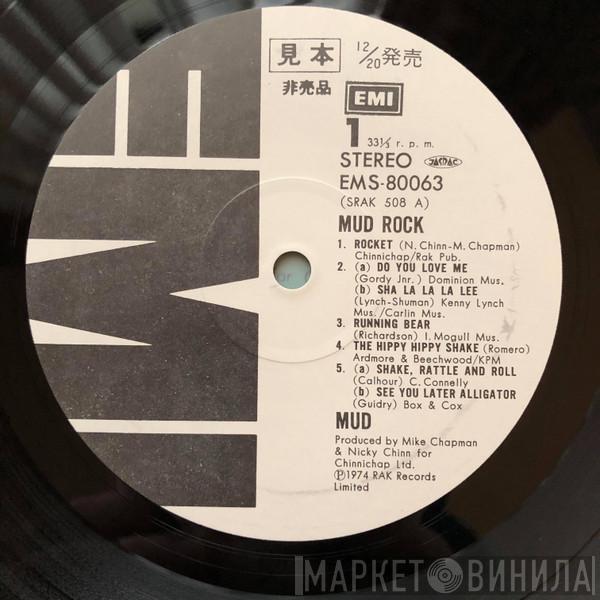 見本
12/20発売
非売品
EMI
1
33⅓ r. p. m.
STEREO JASRAC
EMS-80063
(SRAK 508 A)
MUD ROCK
1. ROCKET (N. Chinn-M. Chapman)
Chinnichap/Rak Pub.
2. (a) DO YOU LOVE ME
(Gordy Jnr.) Dominion Mus.
(b) SHA LA LA LA LEE
(Lynch-Shuman) Kenny Lynch
Mus./Carlin Mus.
3. RUNNING BEAR
(Richardson) I. Mogull Mus.
4. THE HIPPY HIPPY SHAKE (Romero)
Ardmore & Beechwood/KPM
5. (a) SHAKE, RATTLE AND ROLL
(Calhour) C. Connelly
(b) SEE YOU LATER ALLIGATOR
(Guidry) Box & Cox
MUD
Produced by Mike Chapman
& Nicky Chinn for
Chinnichap Ltd.
℗1974 RAK Records
Limited
EMI
МАРКЕТ ВИНИЛА